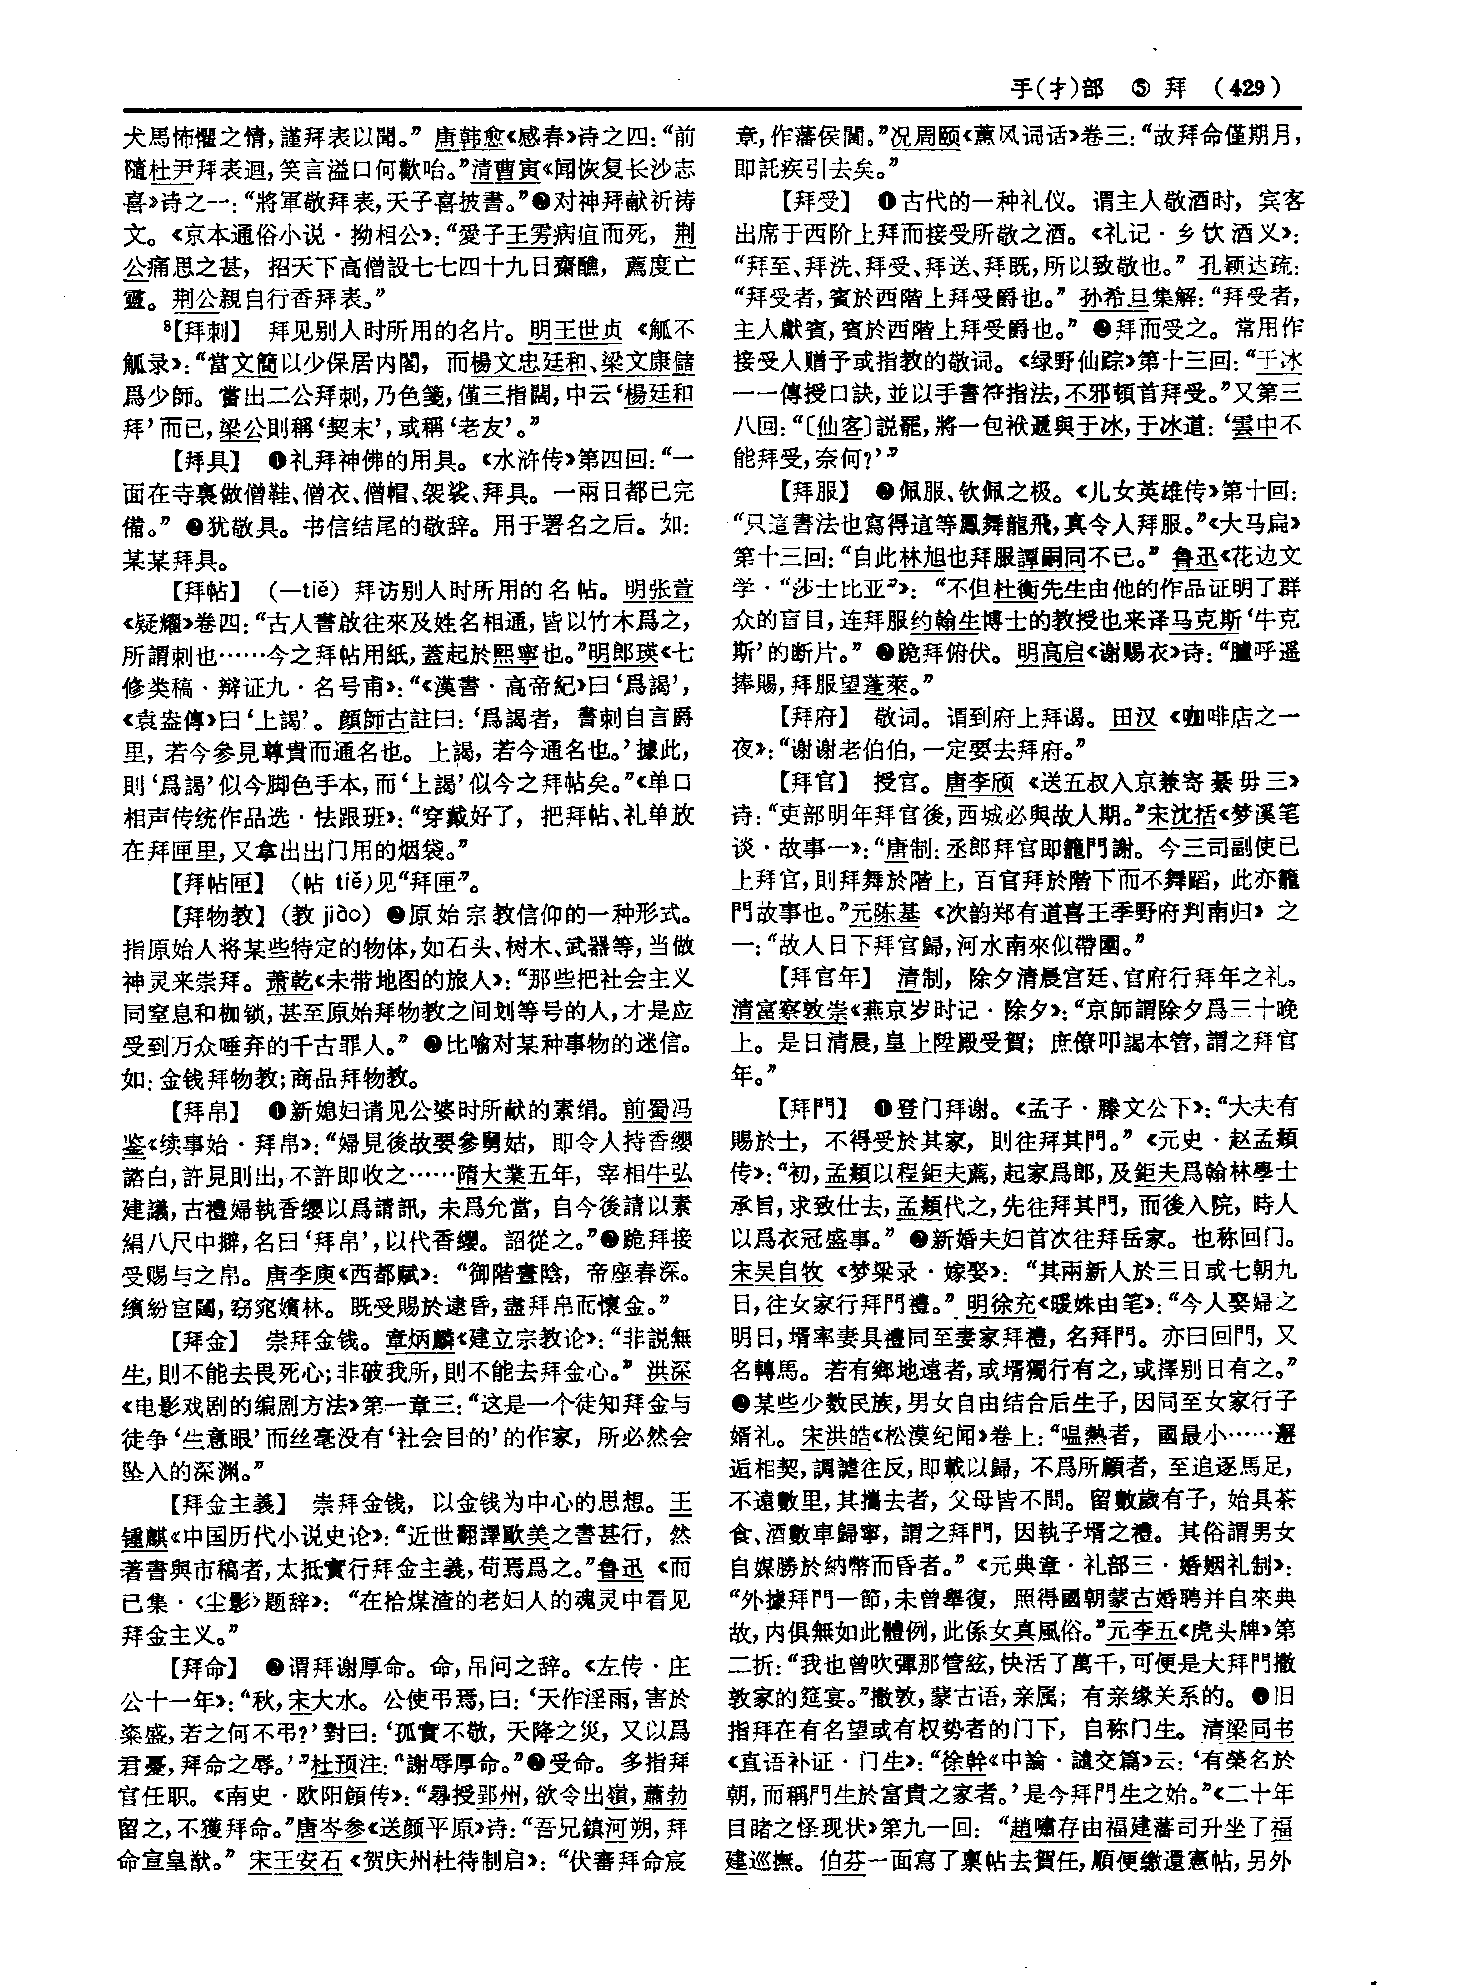 手(扌)部 ⑤ 拜 (429)
犬馬怖懼之情,謹拜表以聞。” 唐韩愈《感春》诗之四:“前
隨杜尹拜表迴,笑言溢口何歡咍。”清曹寅《闻恢复长沙志
喜》诗之一:“將軍敬拜表,天子喜披書。”❷对神拜献祈祷
文。《京本通俗小说·拗相公》:“愛子王雱病疽而死, 荆
公痛思之甚, 招天下高僧設七七四十九日齋醮, 薦度亡
靈。荆公親自行香拜表。”
⁸【拜刺】 拜见别人时所用的名片。明王世贞《觚不
觚录》:“當文簡以少保居内閣, 而楊文忠廷和、梁文康儲
爲少師。嘗出二公拜刺,乃色箋,僅三指闊,中云‘楊廷和
拜’而已,梁公則稱‘契末’,或稱‘老友’。”
【拜具】 ❶礼拜神佛的用具。《水浒传》第四回:“一
面在寺裏做僧鞋、僧衣、僧帽、袈裟、拜具。一兩日都已完
備。” ❷犹敬具。书信结尾的敬辞。用于署名之后。如:
某某拜具。
【拜帖】 (—tiě) 拜访别人时所用的名帖。明张萱
《疑耀》卷四:“古人書啟往來及姓名相通,皆以竹木爲之,
所謂刺也……今之拜帖用紙,蓋起於熙寧也。”明郎瑛《七
修类稿·辩证九·名号甫》:“《漢書·高帝紀》曰‘爲謁’,
《袁盎傳》曰‘上謁’。顔師古註曰:‘爲謁者, 書刺自言爵
里, 若今參見尊貴而通名也。上謁, 若今通名也。’據此,
則‘爲謁’似今脚色手本,而‘上謁’似今之拜帖矣。”《单口
相声传统作品选·怯跟班》:“穿戴好了, 把拜帖、礼单放
在拜匣里,又拿出出门用的烟袋。”
【拜帖匣】 (帖 tiě)见“拜匣”。
【拜物教】(教 jiào) ❶原始宗教信仰的一种形式。
指原始人将某些特定的物体,如石头、树木、武器等,当做
神灵来崇拜。萧乾《未带地图的旅人》:“那些把社会主义
同窒息和枷锁,甚至原始拜物教之间划等号的人,才是应
受到万众唾弃的千古罪人。” ❷比喻对某种事物的迷信。
如:金钱拜物教;商品拜物教。
【拜帛】 ❶新媳妇请见公婆时所献的素绢。前蜀冯
鉴《续事始·拜帛》:“婦見後故要參舅姑, 即令人持香纓
諮白,許見則出,不許即收之……隋大業五年, 宰相牛弘
建議,古禮婦執香纓以爲請訊, 未爲允當,自今後請以素
絹八尺中擗,名曰‘拜帛’,以代香纓。詔從之。”❷跪拜接
受赐与之帛。唐李庾《西都赋》: “御階晝陰, 帝座春深。
繽紛宦闥,窈窕嬪林。既受賜於逮昏,盡拜帛而懷金。”
【拜金】 崇拜金钱。章炳麟《建立宗教论》:“非説無
生,則不能去畏死心;非破我所,則不能去拜金心。” 洪深
《电影戏剧的编剧方法》第一章三:“这是一个徒知拜金与
徒争‘生意眼’而丝毫没有‘社会目的’的作家, 所必然会
坠入的深渊。”
【拜金主義】 崇拜金钱, 以金钱为中心的思想。王
鍾麒《中国历代小说史论》:“近世翻譯歐美之書甚行, 然
著書與市稿者,太抵實行拜金主義,苟焉爲之。”鲁迅《而
已集·〈尘影〉题辞》: “在拾煤渣的老妇人的魂灵中看见
拜金主义。”
【拜命】 ❶谓拜谢厚命。命,吊问之辞。《左传·庄
公十一年》:“秋,宋大水。公使弔焉,曰:‘天作淫雨,害於
粢盛,若之何不弔?’對曰:‘孤實不敬, 天降之災, 又以爲
君憂,拜命之辱。’”杜预注:“謝辱厚命。”❷受命。多指拜
官任职。《南史·欧阳頠传》:“尋授郢州,欲令出嶺,蕭勃
留之,不獲拜命。”唐岑参《送颜平原》诗:“吾兄鎮河朔,拜
命宣皇猷。” 宋王安石《贺庆州杜待制启》:“伏審拜命宸
章,作藩侯閫。”况周颐《蕙风词话》卷三:“故拜命僅期月,
即託疾引去矣。”
【拜受】 ❶古代的一种礼仪。谓主人敬酒时, 宾客
出席于西阶上拜而接受所敬之酒。《礼记·乡饮酒义》:
“拜至、拜洗、拜受、拜送、拜既,所以致敬也。” 孔颖达疏:
“拜受者,賓於西階上拜受爵也。” 孙希旦集解:“拜受者,
主人獻賓,賓於西階上拜受爵也。” ❷拜而受之。常用作
接受人赠予或指教的敬词。《绿野仙踪》第十三回:“于冰
一一傳授口訣,並以手書符指法,不邪頓首拜受。”又第三
八回:“〔仙客〕説罷,將一包袱遞與于冰,于冰道:‘雲中不
能拜受,奈何?’”
【拜服】 ❶佩服、钦佩之极。《儿女英雄传》第十回:
“只這書法也寫得這等鳳舞龍飛,真令人拜服。”《大马扁》
第十三回:“自此林旭也拜服譚嗣同不已。” 鲁迅《花边文
学·“莎士比亚”》: “不但杜衡先生由他的作品证明了群
众的盲目,连拜服约翰生博士的教授也来译马克斯‘牛克
斯’的断片。” ❷跪拜俯伏。明高启《谢赐衣》诗:“臚呼遥
捧賜,拜服望蓬萊。”
【拜府】 敬词。谓到府上拜谒。田汉《咖啡店之一
夜》:“谢谢老伯伯,一定要去拜府。”
【拜官】 授官。唐李颀《送五叔入京兼寄綦毋三》
诗:“吏部明年拜官後,西城必與故人期。”宋沈括《梦溪笔
谈·故事一》:“唐制:丞郎拜官即籠門謝。今三司副使已
上拜官,則拜舞於階上, 百官拜於階下而不舞蹈, 此亦籠
門故事也。”元陈基《次韵郑有道喜王季野府判南归》之
一:“故人日下拜官歸,河水南來似帶圍。”
【拜官年】 清制, 除夕清晨宫廷、官府行拜年之礼。
清富察敦崇《燕京岁时记·除夕》:“京師謂除夕爲三十晚
上。是日清晨,皇上陞殿受賀; 庶僚叩謁本管,謂之拜官
年。”
【拜門】 ❶登门拜谢。《孟子·滕文公下》:“大夫有
賜於士, 不得受於其家, 則往拜其門。”《元史·赵孟頫
传》:“初,孟頫以程鉅夫薦,起家爲郎,及鉅夫爲翰林學士
承旨,求致仕去,孟頫代之,先往拜其門, 而後入院, 時人
以爲衣冠盛事。” ❷新婚夫妇首次往拜岳家。也称回门。
宋吴自牧《梦粱录·嫁娶》: “其兩新人於三日或七朝九
日,往女家行拜門禮。” 明徐充《暖姝由笔》:“今人娶婦之
明日,壻率妻具禮同至妻家拜禮, 名拜門。亦曰回門, 又
名轉馬。若有鄉地遠者,或壻獨行有之,或擇别日有之。”
❸某些少数民族,男女自由结合后生子,因同至女家行子
婿礼。宋洪皓《松漠纪闻》卷上:“嗢熱者, 國最小……邂
逅相契,調謔往反,即載以歸, 不爲所顧者, 至追逐馬足,
不遠數里,其攜去者, 父母皆不問。留數歲有子, 始具茶
食、酒數車歸寧, 謂之拜門, 因執子壻之禮。其俗謂男女
自媒勝於納幣而昏者。”《元典章·礼部三·婚姻礼制》:
“外據拜門一節,未曾舉復, 照得國朝蒙古婚聘并自來典
故,内俱無如此體例,此係女真風俗。”元李五《虎头牌》第
二折:“我也曾吹彈那管絃,快活了萬千,可便是大拜門撒
敦家的筵宴。”撒敦,蒙古语,亲属; 有亲缘关系的。❹旧
指拜在有名望或有权势者的门下, 自称门生。清梁同书
《直语补证·门生》:“徐幹《中論·譴交篇》云:‘有榮名於
朝,而稱門生於富貴之家者。’是今拜門生之始。”《二十年
目睹之怪现状》第九一回: “趙嘯存由福建藩司升坐了福
建巡撫。伯芬一面寫了稟帖去賀任,順便繳還憲帖,另外